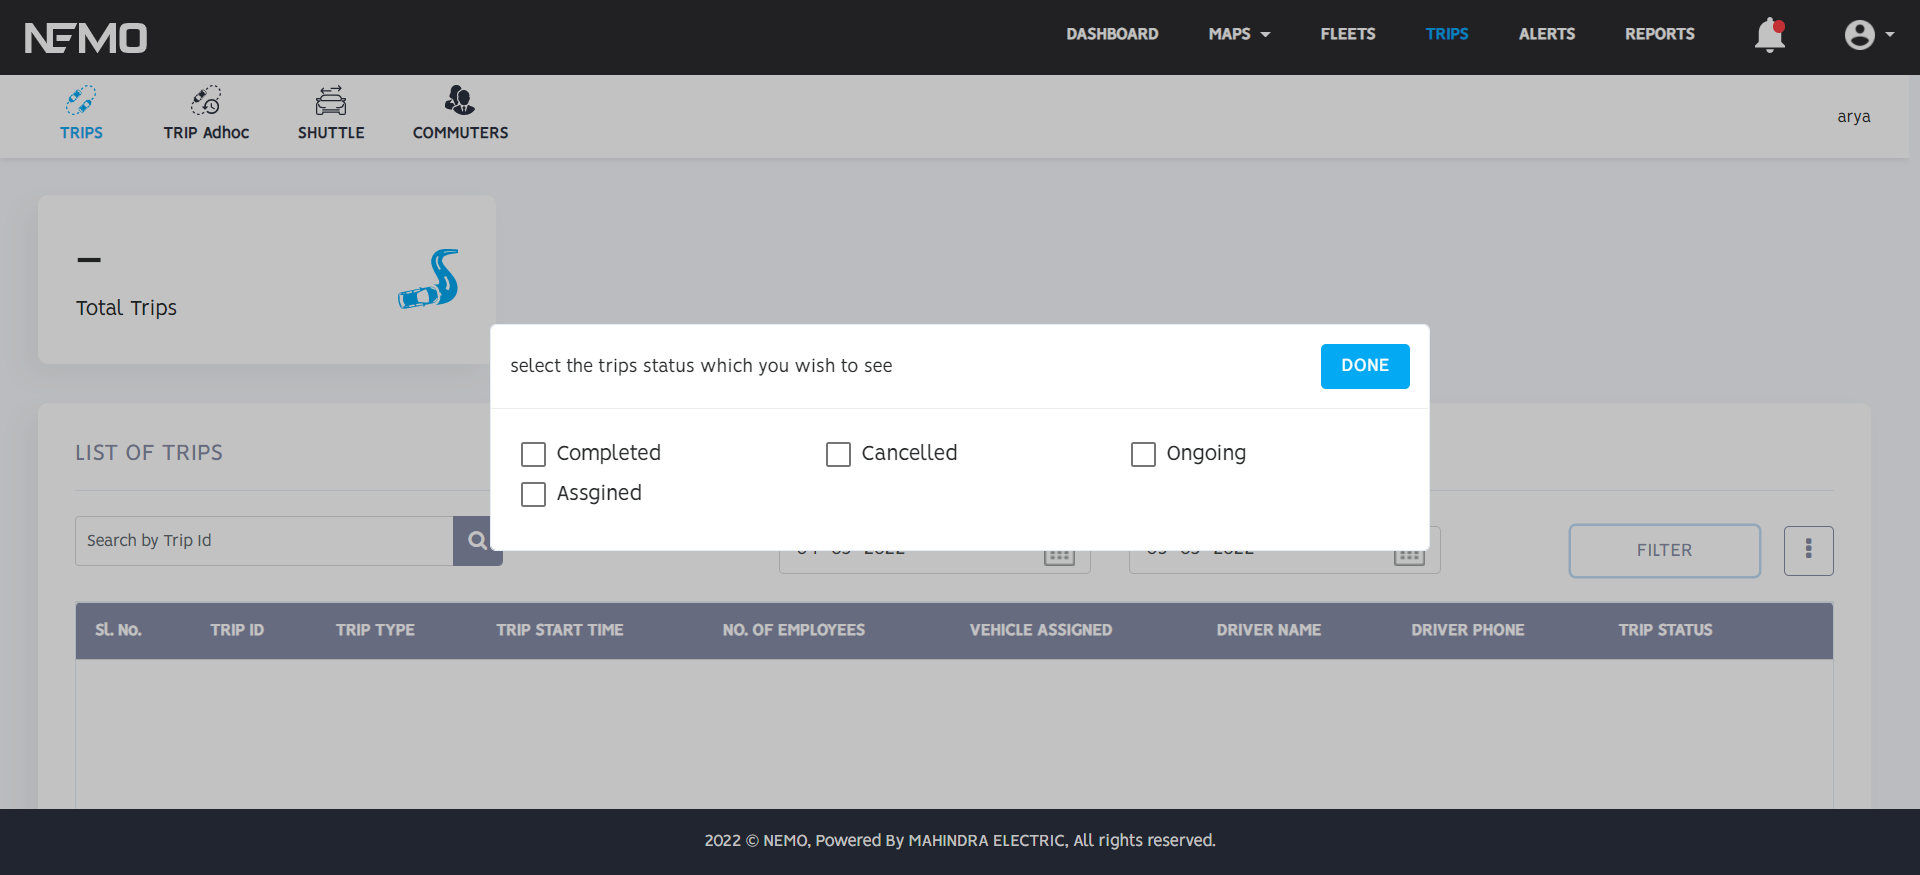 NEMO
DASHBOARD MAPS FLEETS TRIPS ALERTS REPORTS
TRIPS TRIP Adhoc SHUTTLE COMMUTERS
arya
–
Total Trips
select the trips status which you wish to see DONE
Completed Cancelled Ongoing
Assgined
LIST OF TRIPS
Search by Trip Id
FILTER
Sl. No. TRIP ID TRIP TYPE TRIP START TIME NO. OF EMPLOYEES VEHICLE ASSIGNED DRIVER NAME DRIVER PHONE TRIP STATUS
2022 © NEMO, Powered By MAHINDRA ELECTRIC, All rights reserved.